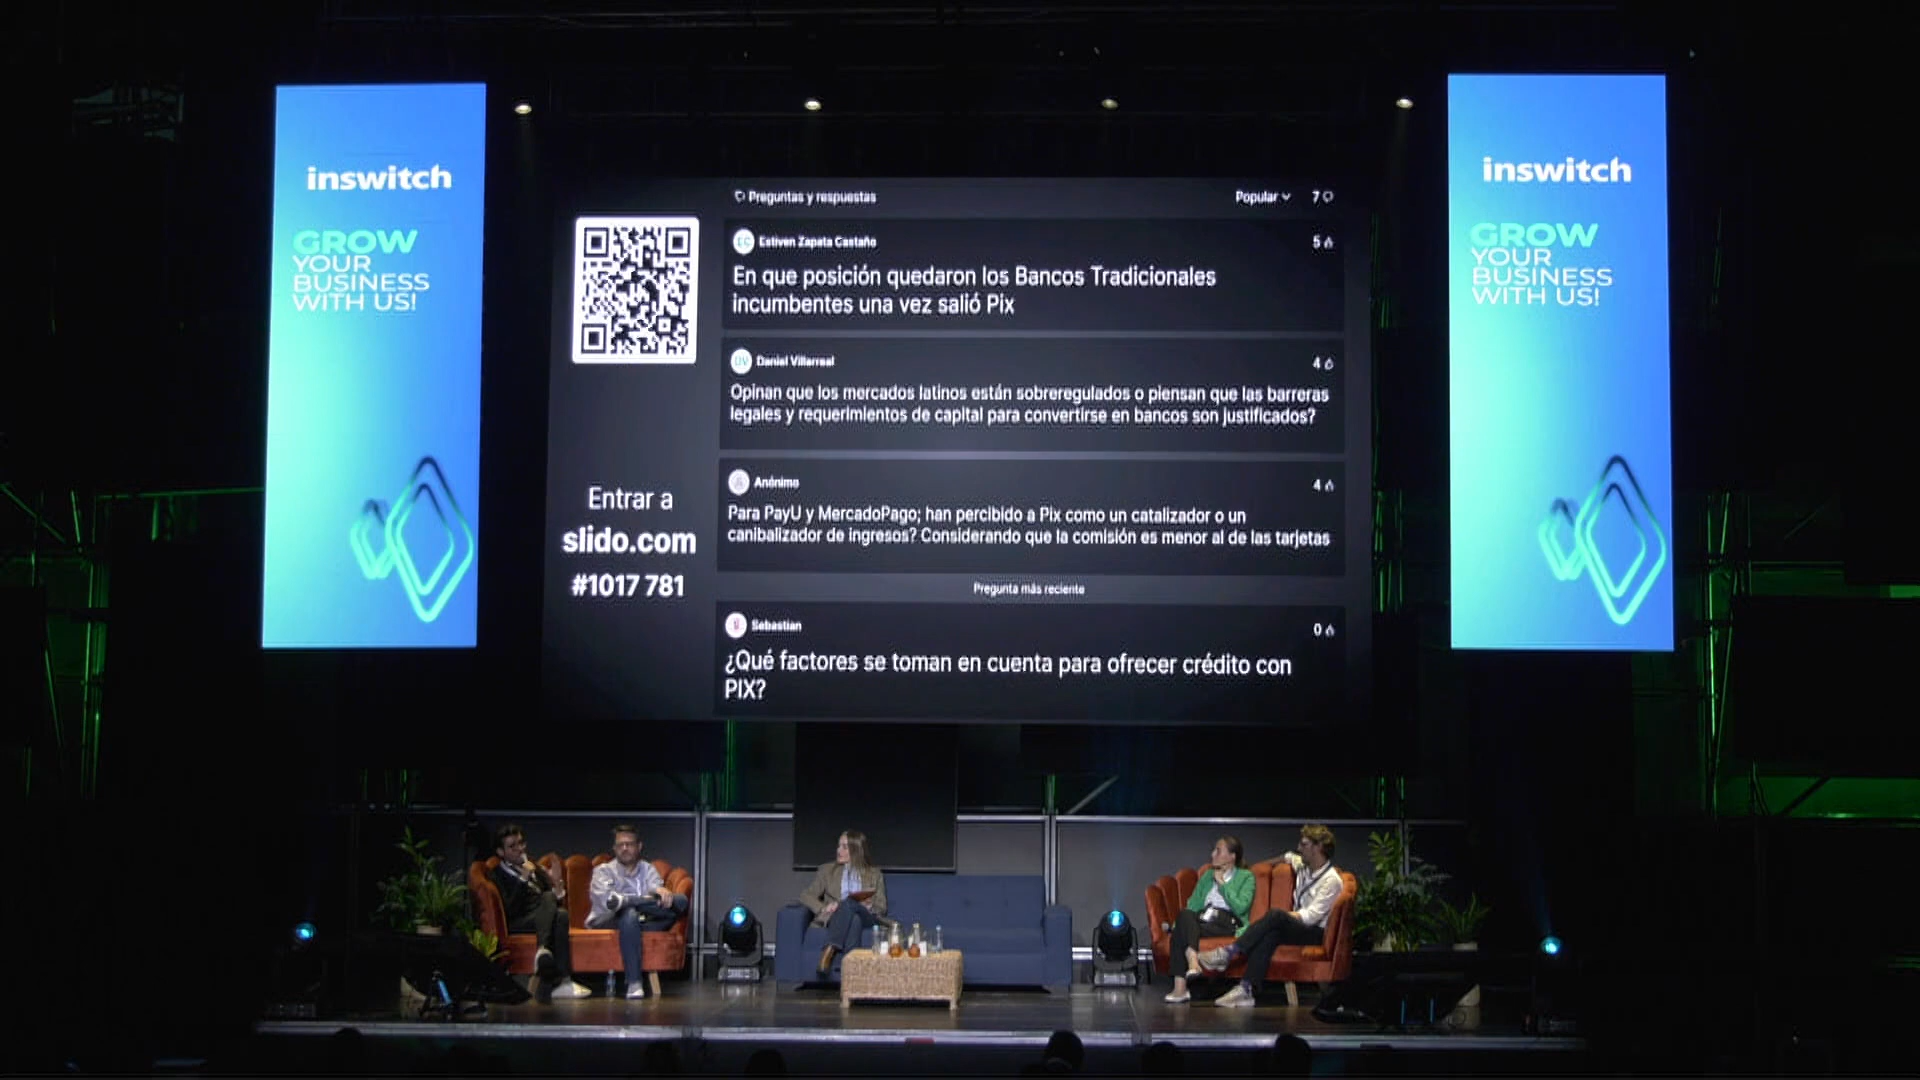 inswitch
GROW
YOUR
BUSINESS
WITH US!
Preguntas y respuestas
Popular
7
Estiven Zapata Castaño
5
En que posición quedaron los Bancos Tradicionales
incumbentes una vez salió Pix
DV
Daniel Villarreal
4
Opinan que los mercados latinos están sobreregulados o piensan que las barreras
legales y requerimientos de capital para convertirse en bancos son justificados?
Anónimo
4
Para PayU y MercadoPago; han percibido a Pix como un catalizador o un
canibalizador de ingresos? Considerando que la comisión es menor al de las tarjetas
Pregunta más reciente
Sebastian
0
¿Qué factores se toman en cuenta para ofrecer crédito con
PIX?
Entrar a
slido.com
#1017 781
inswitch
GROW
YOUR
BUSINESS
WITH US!